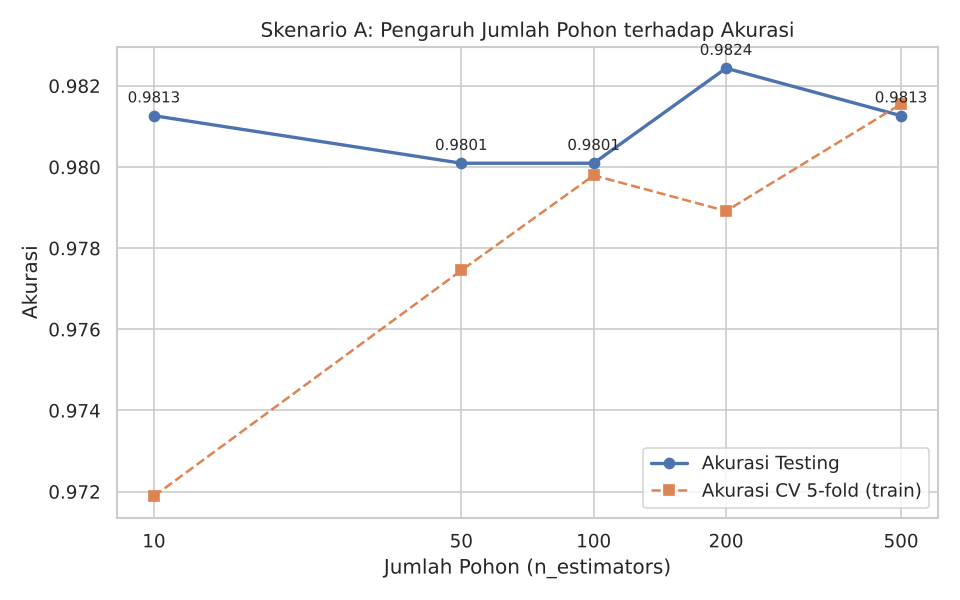 Skenario A: Pengaruh Jumlah Pohon terhadap Akurasi
0.9824
0.982
0.9813
0.9813
0.9801
0.9801
0.980
0.978
Akurasi
0.976
0.974
Akurasi Testing
0.972
Akurasi CV 5-fold (train)
10 50 100 200 500
Jumlah Pohon (n_estimators)